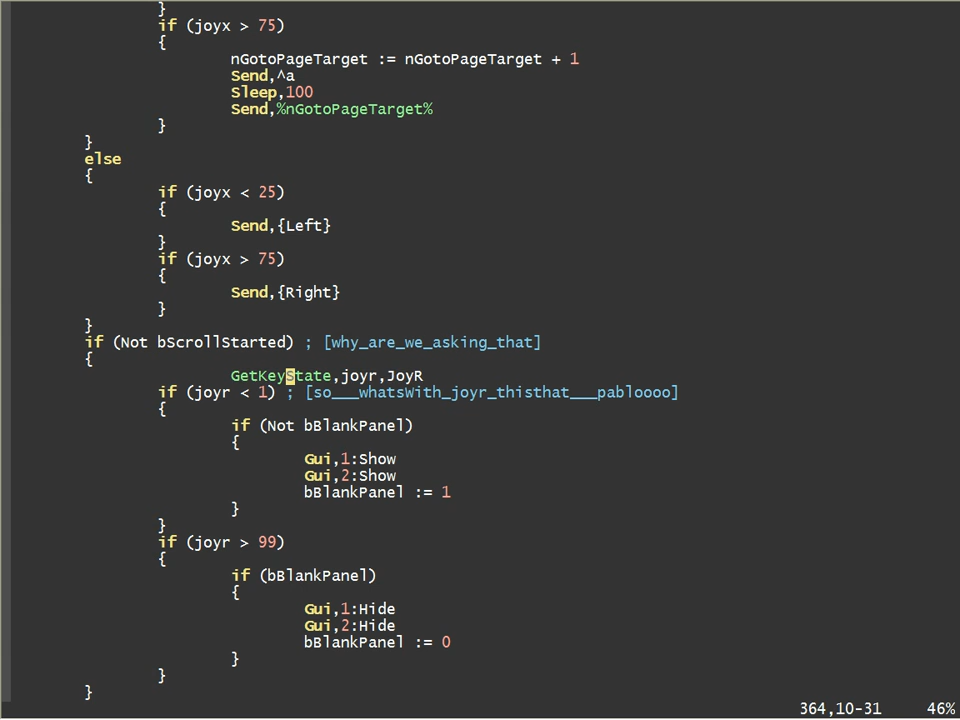 }
if (joyx > 75)
{
nGotoPageTarget := nGotoPageTarget + 1
Send,^a
Sleep,100
Send,%nGotoPageTarget%
}
}
else
{
if (joyx < 25)
{
Send,{Left}
}
if (joyx > 75)
{
Send,{Right}
}
}
if (Not bScrollStarted) ; [why_are_we_asking_that]
{
GetKeyState,joyr,JoyR
if (joyr < 1) ; [so___whatsWith_joyr_thisthat___pabloooo]
{
if (Not bBlankPanel)
{
Gui,1:Show
Gui,2:Show
bBlankPanel := 1
}
}
if (joyr > 99)
{
if (bBlankPanel)
{
Gui,1:Hide
Gui,2:Hide
bBlankPanel := 0
}
}
}
364,10-31 46%